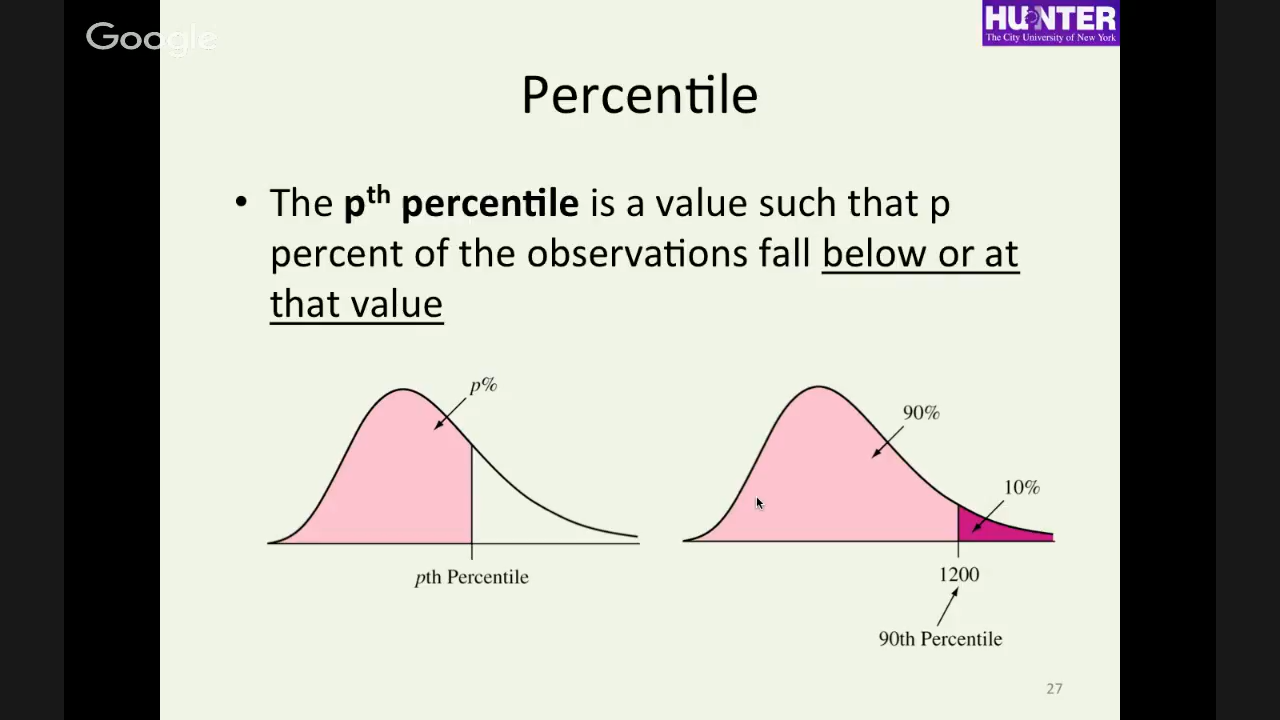 Google
HUNTER
The City University of New York
Percentile
• The pth percentile is a value such that p
percent of the observations fall below or at
that value
p%
90%
10%
pth Percentile
1200
90th Percentile
27